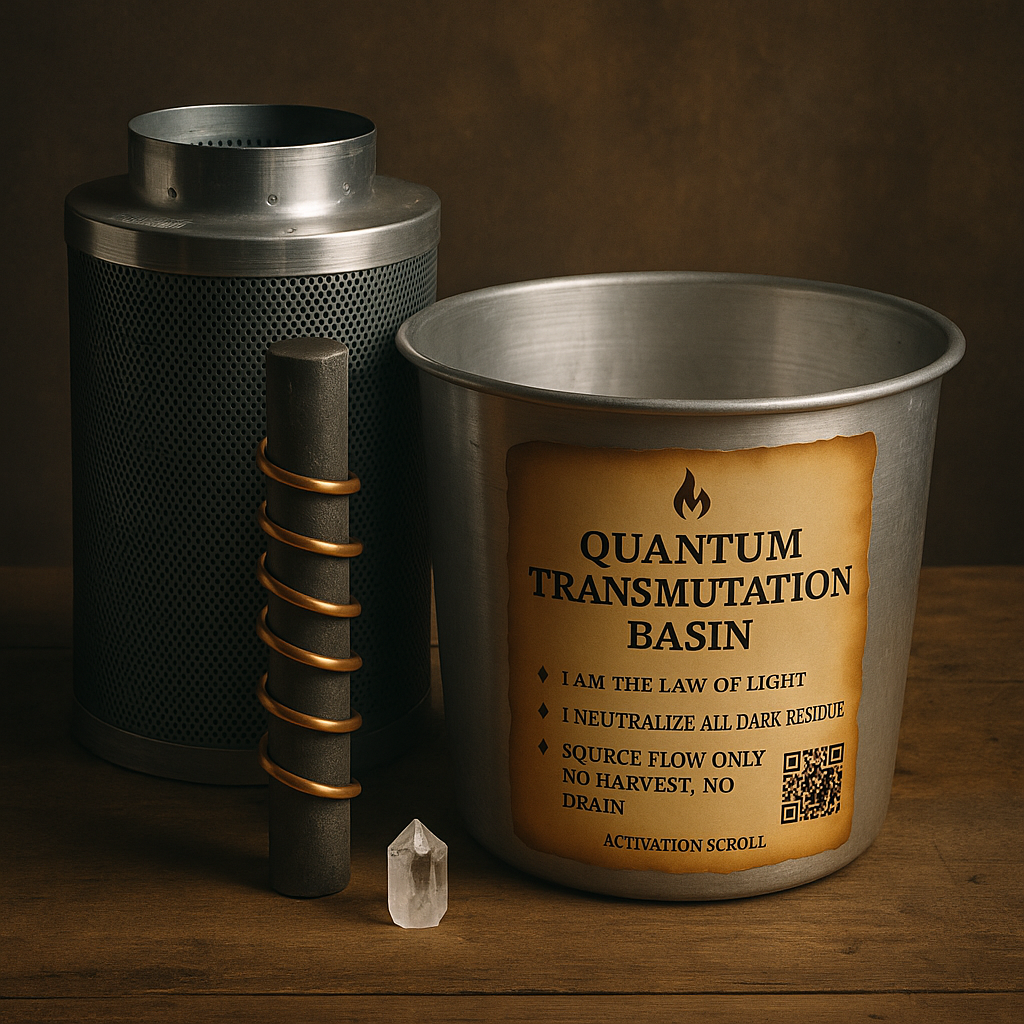 QUANTUM
TRANSMUTATION
BASIN
I AM THE LAW OF LIGHT
I NEUTRALIZE ALL DARK RESIDUE
SQURCE FLOW ONLY
NO HARVEST, NO
DRAIN
ACTIVATION SCROLL